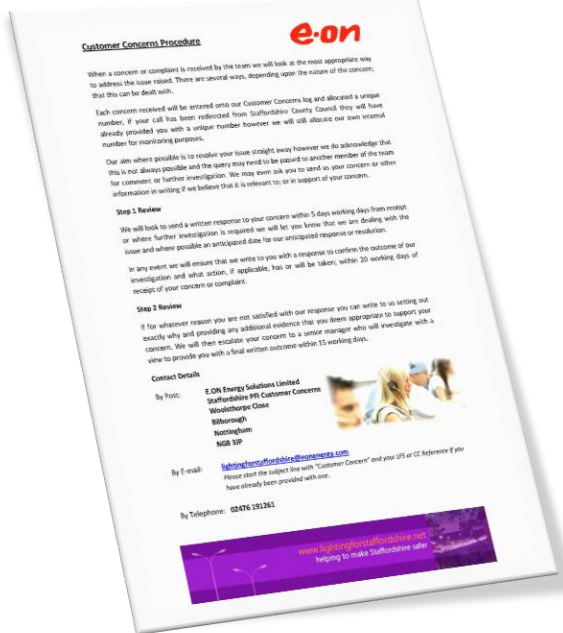 Customer Concerns Procedure
e·on
When a concern or complaint is received by the team we will look at the most appropriate way
to address the issue raised. There are several ways, depending upon the nature of the concern;
that this can be dealt with.
Each concern received will be entered onto our Customer Concerns log and allocated a unique
number, if your call has been redirected from Staffordshire County Council they will have
already provided you with a unique number however we will still allocate our own internal
number for monitoring purposes.
Our aim where possible is to resolve your issue straight away however we do acknowledge that
this is not always possible and the query may need to be passed to another member of the team
for comment or further investigation. We may even ask you to send us your concern or other
information in writing if we believe that it is relevant to; or in support of your concern.
Step 1 Review
We will look to send a written response to your concern within 5 days working days from receipt
or where further investigation is required we will let you know that we are dealing with the
issue and where possible an anticipated date for our anticipated response or resolution.
In any event we will ensure that we write to you with a response to confirm the outcome of our
investigation and what action, if applicable, has or will be taken; within 20 working days of
receipt of your concern or complaint.
Step 2 Review
If for whatever reason you are not satisfied with our response you can write to us setting out
exactly why and providing any additional evidence that you deem appropriate to support your
concern. We will then escalate your concern to a senior manager who will investigate with a
view to provide you with a final written outcome within 15 working days.
Contact Details
By Post: E.ON Energy Solutions Limited
Staffordshire PFI Customer Concerns
Woolsthorpe Close
Bilborough
Nottingham
NG8 3JP
By E-mail: lightingforstaffordshire@eonenergy.com
Please start the subject line with "Customer Concern" and your LFS or CC Reference if you
have already been provided with one.
By Telephone: 02476 191261
www.lightingforstaffordshire.net
helping to make Staffordshire safer